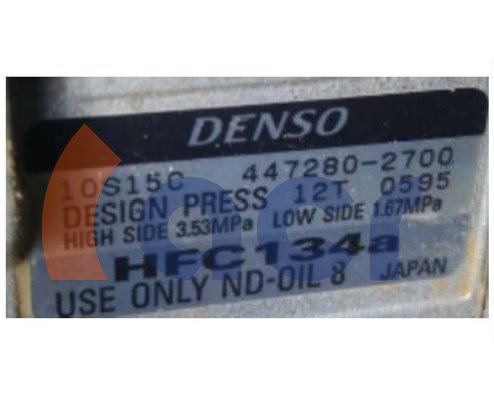 DENSO
10S15C 447280-2700
DESIGN PRESS 12T 0595
HIGH SIDE 3.53MPa LOW SIDE 1.67MPa
HFC134a
USE ONLY ND-OIL 8 JAPAN